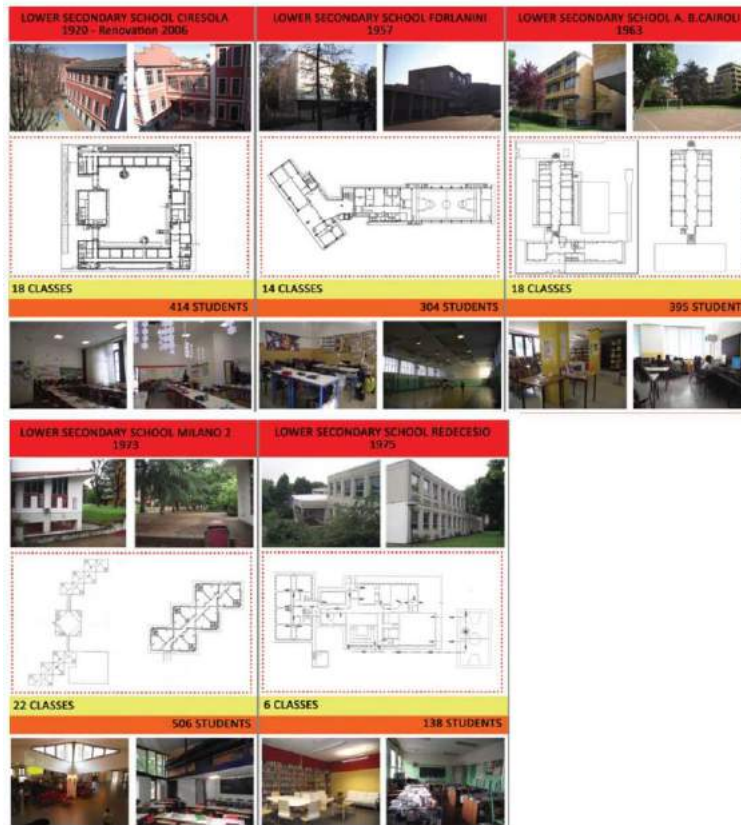 LOWER SECONDARY SCHOOL CIRESOLA
1920 - Renovation 2006
18 CLASSES
414 STUDENTS
LOWER SECONDARY SCHOOL FORLANINI
1957
14 CLASSES
304 STUDENTS
LOWER SECONDARY SCHOOL A. B.CAIROLI
1963
18 CLASSES
395 STUDENT
LOWER SECONDARY SCHOOL MILANO 2
1973
22 CLASSES
506 STUDENTS
LOWER SECONDARY SCHOOL REDECESIO
1975
6 CLASSES
138 STUDENTS